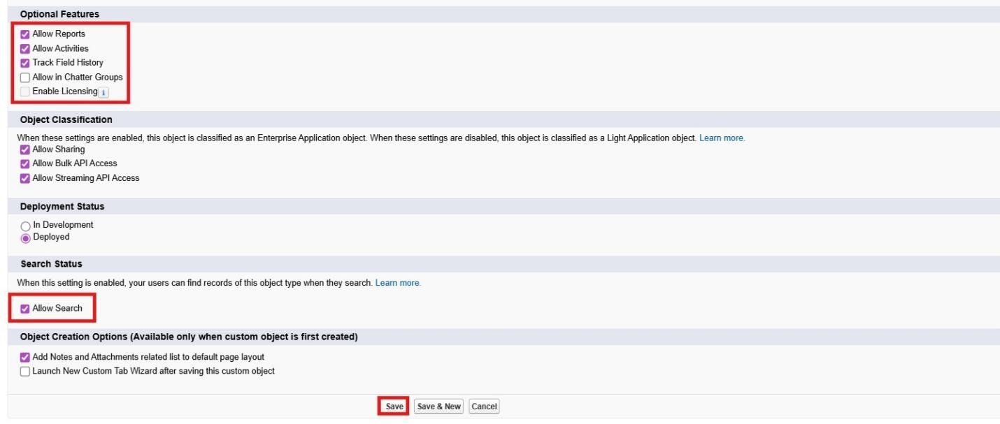 Optional Features
Allow Reports
Allow Activities
Track Field History
Allow in Chatter Groups
Enable Licensing i
Object Classification
When these settings are enabled, this object is classified as an Enterprise Application object. When these settings are disabled, this object is classified as a Light Application object. Learn more.
Allow Sharing
Allow Bulk API Access
Allow Streaming API Access
Deployment Status
In Development
Deployed
Search Status
When this setting is enabled, your users can find records of this object type when they search. Learn more.
Allow Search
Object Creation Options (Available only when custom object is first created)
Add Notes and Attachments related list to default page layout
Launch New Custom Tab Wizard after saving this custom object
Save Save & New Cancel